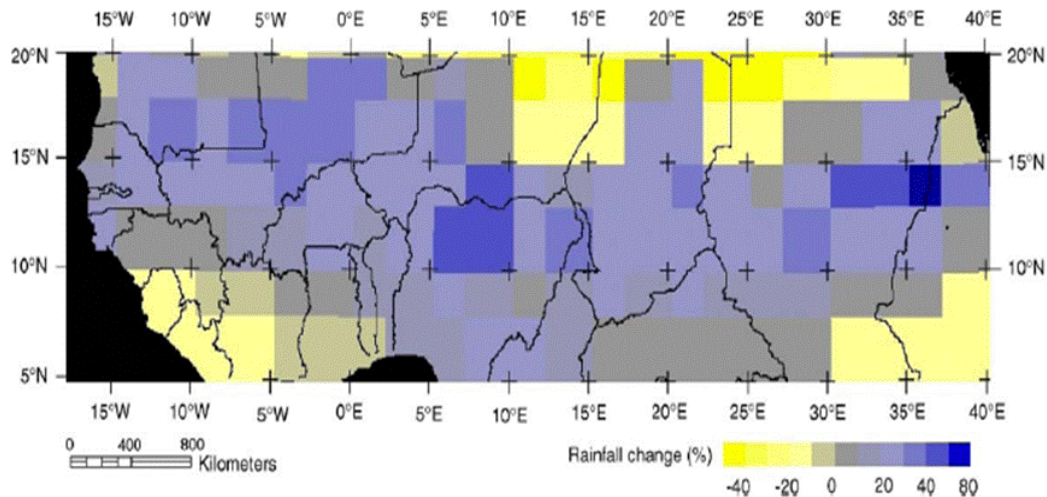 15°W 10°W 5°W 0°E 5°E 10°E 15°E 20°E 25°E 30°E 35°E 40°E
20°N 20°N
15°N 15°N
10°N 10°N
5°N
15°W 10°W 5°W 0°E 5°E 10°E 15°E 20°E 25°E 30°E 35°E 40°E
0 400 800
Kilometers
Rainfall change (%)
-40 -20 0 20 40 80